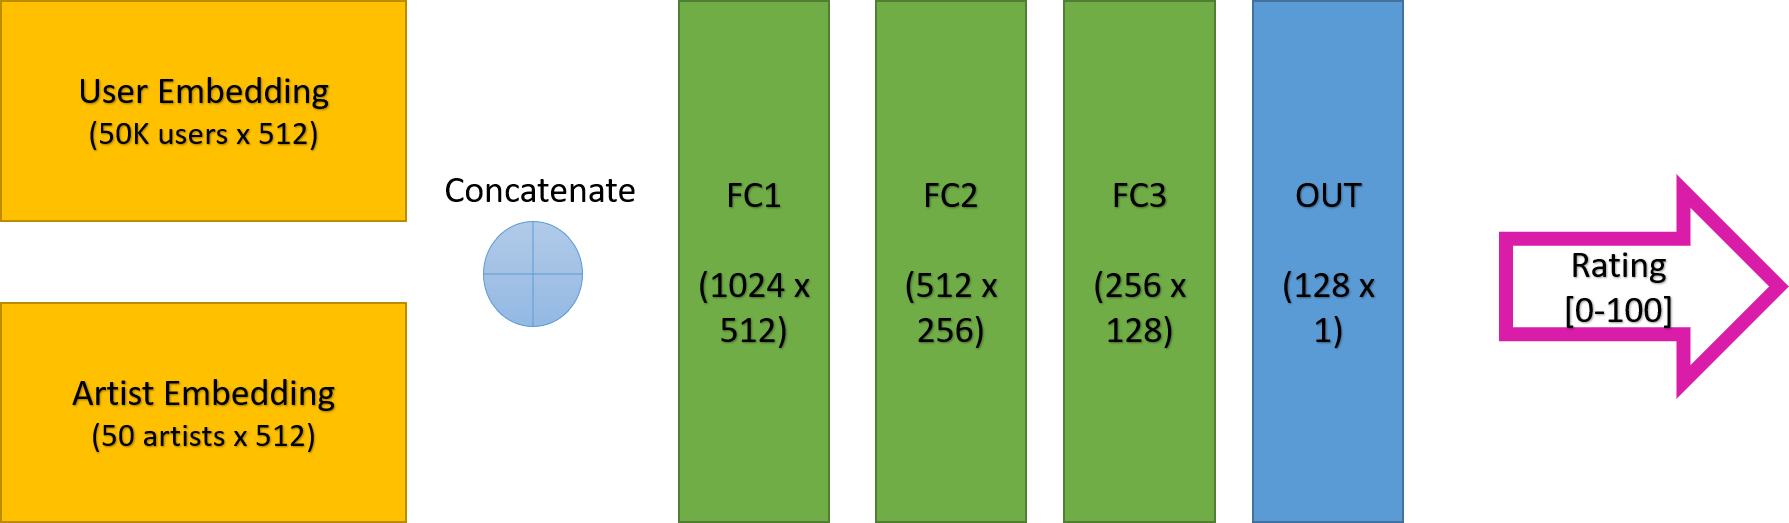 User Embedding
(50K users x 512)
Artist Embedding
(50 artists x 512)
Concatenate
FC1
(1024 x
512)
FC2
(512 x
256)
FC3
(256 x
128)
OUT
(128 x
1)
Rating
[0-100]